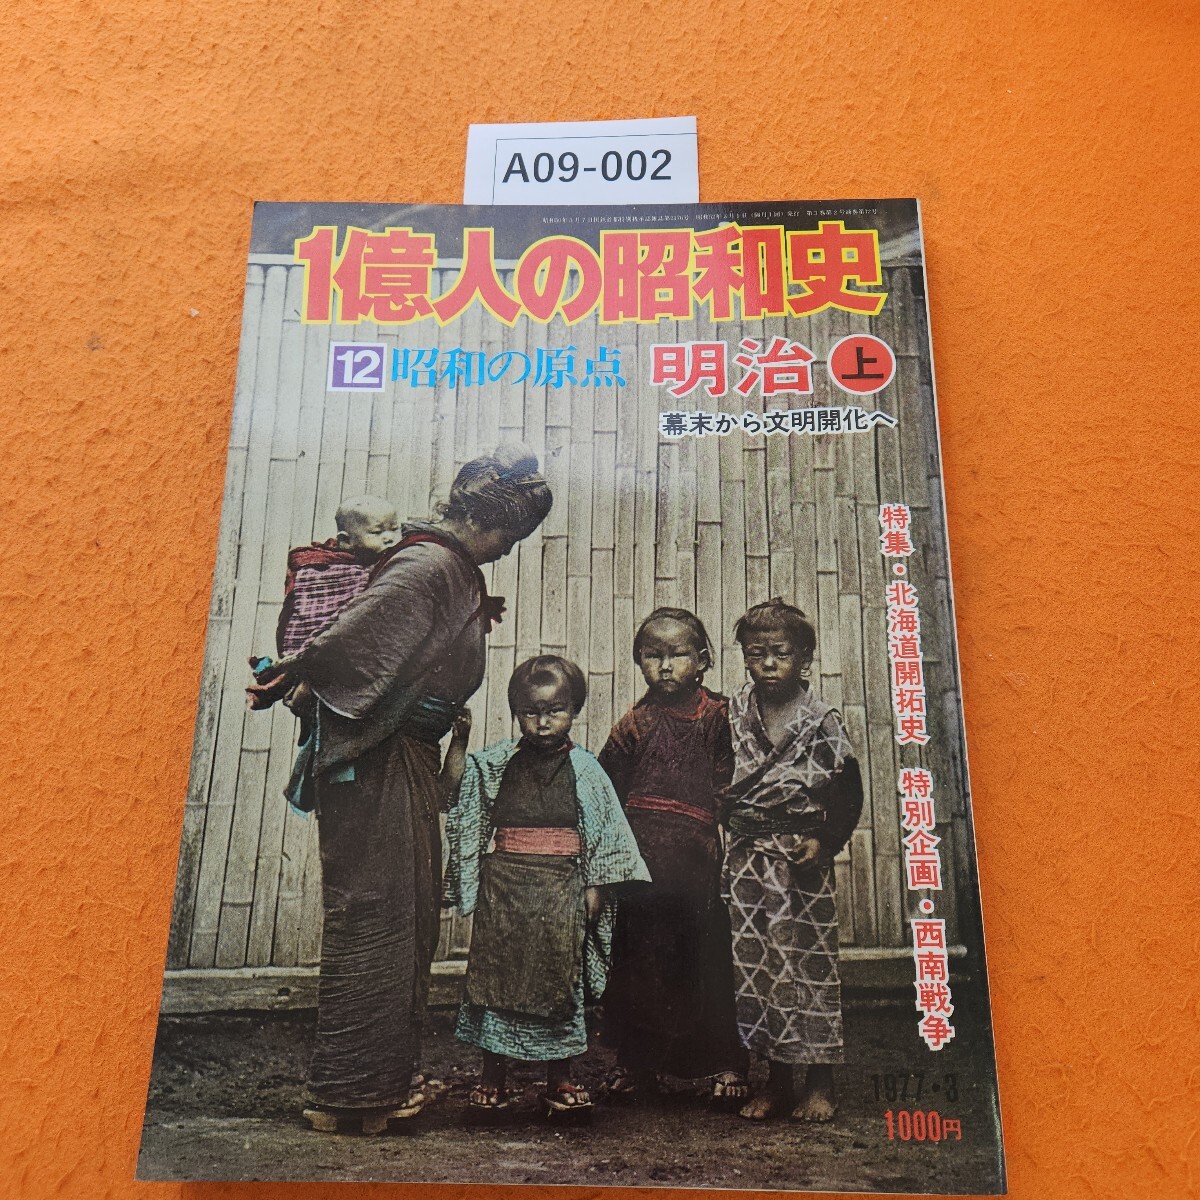 A09-002
1億人の昭和史
12 昭和の原点 明治 上
幕末から文明開化へ
特集・北海道開拓史 特別企画・西南戦争
1977・3
1000円